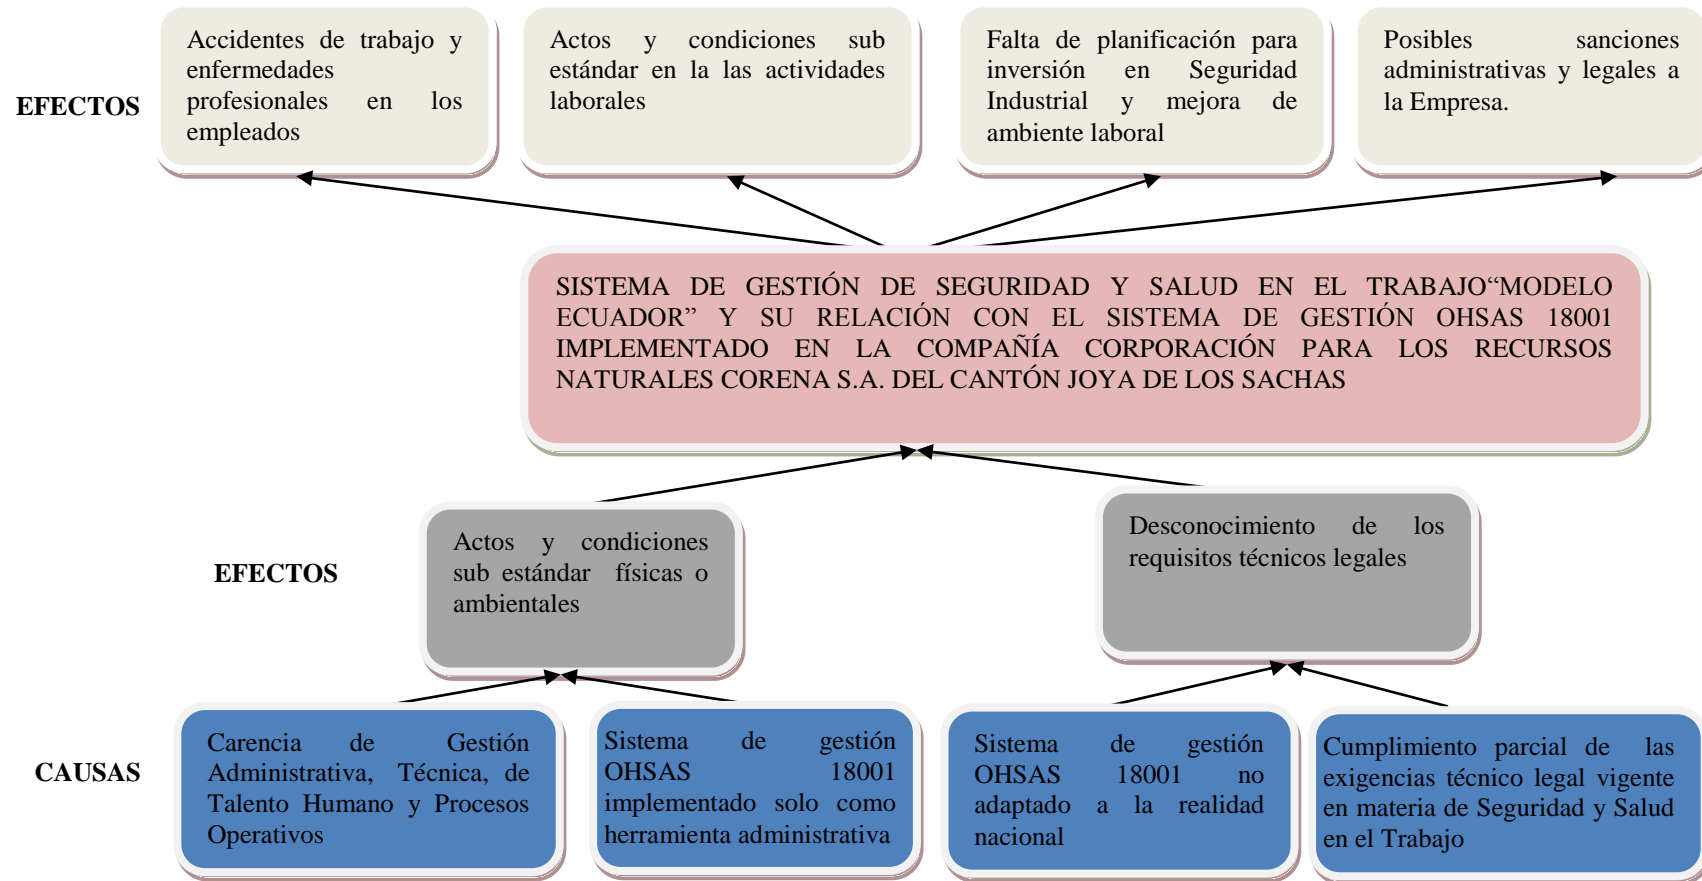 EFECTOS
Accidentes de trabajo y
enfermedades
profesionales en los
empleados
Actos y condiciones sub
estándar en la las actividades
laborales
Falta de planificación para
inversión en Seguridad
Industrial y mejora de
ambiente laboral
Posibles sanciones
administrativas y legales a
la Empresa.
SISTEMA DE GESTIÓN DE SEGURIDAD Y SALUD EN EL TRABAJO“MODELO
ECUADOR” Y SU RELACIÓN CON EL SISTEMA DE GESTIÓN OHSAS 18001
IMPLEMENTADO EN LA COMPAÑÍA CORPORACIÓN PARA LOS RECURSOS
NATURALES CORENA S.A. DEL CANTÓN JOYA DE LOS SACHAS
EFECTOS
Actos y condiciones
sub estándar físicas o
ambientales
Desconocimiento de los
requisitos técnicos legales
CAUSAS
Carencia de Gestión
Administrativa, Técnica, de
Talento Humano y Procesos
Operativos
Sistema de gestión
OHSAS 18001
implementado solo como
herramienta administrativa
Sistema de gestión
OHSAS 18001 no
adaptado a la realidad
nacional
Cumplimiento parcial de las
exigencias técnico legal vigente
en materia de Seguridad y Salud
en el Trabajo